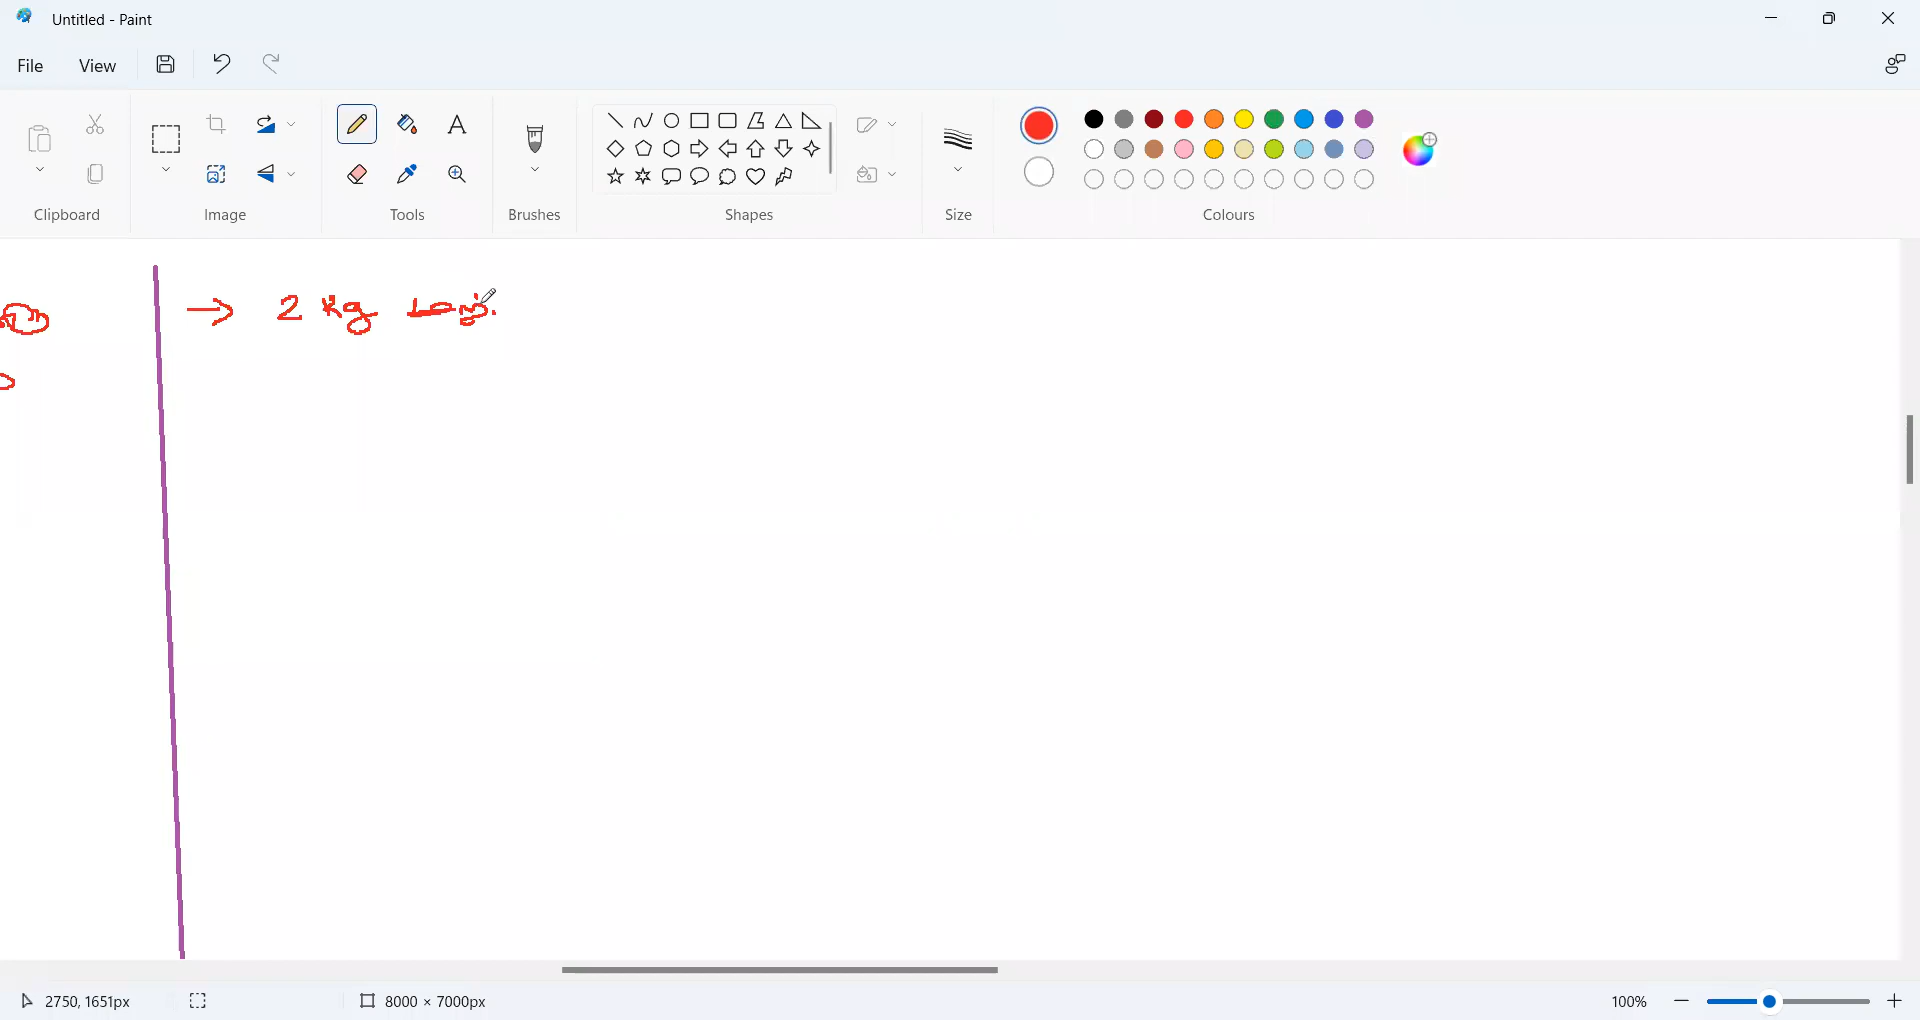 Untitled - Paint
File View
Clipboard Image Tools Brushes Shapes Size Colours
→ 2 kg
2750, 1651px 8000 × 7000px 100%